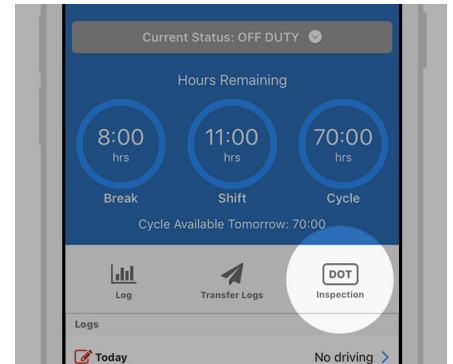 Current Status: OFF DUTY
Hours Remaining
8:00 11:00 70:00
hrs hrs hrs
Break Shift Cycle
Cycle Available Tomorrow: 70:00
DOT
Log Transfer Logs Inspection
Logs
Today No driving